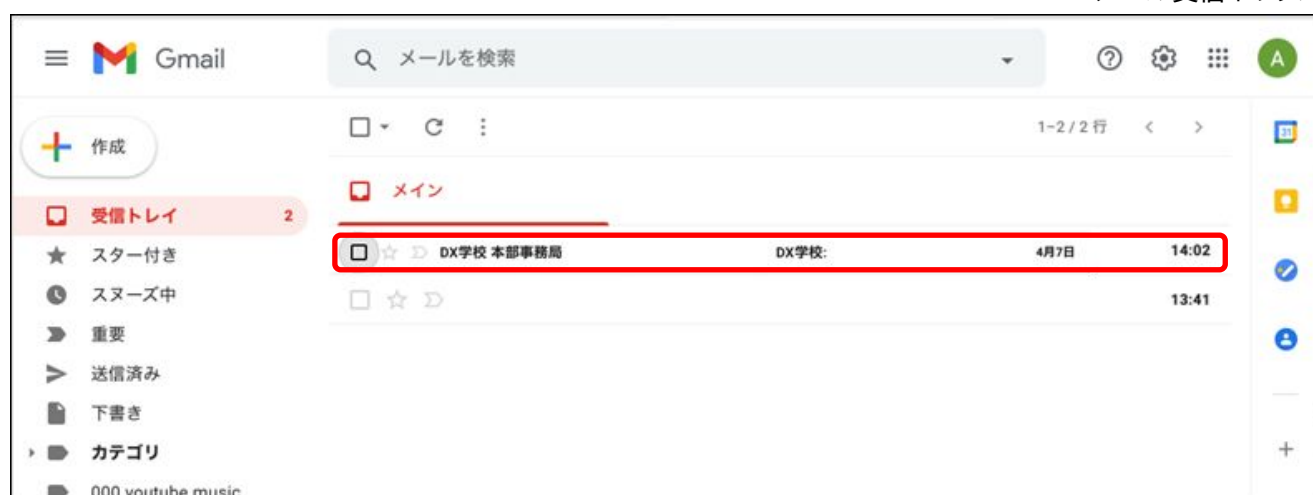 Gmail
メールを検索
A
作成
1-2 / 2 行
31
メイン
受信トレイ 2
スター付き
DX学校 本部事務局 DX学校: 4月7日 14:02
スヌーズ中
13:41
重要
送信済み
下書き
カテゴリ
000 youtube music